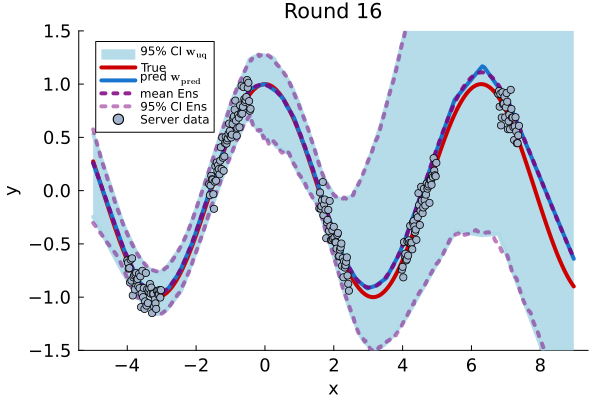 Round 16
95% CI w_uq
True
pred w_pred
mean Ens
95% CI Ens
Server data
y
1.5
1.0
0.5
0.0
−0.5
−1.0
−1.5
−4 −2 0 2 4 6 8
x